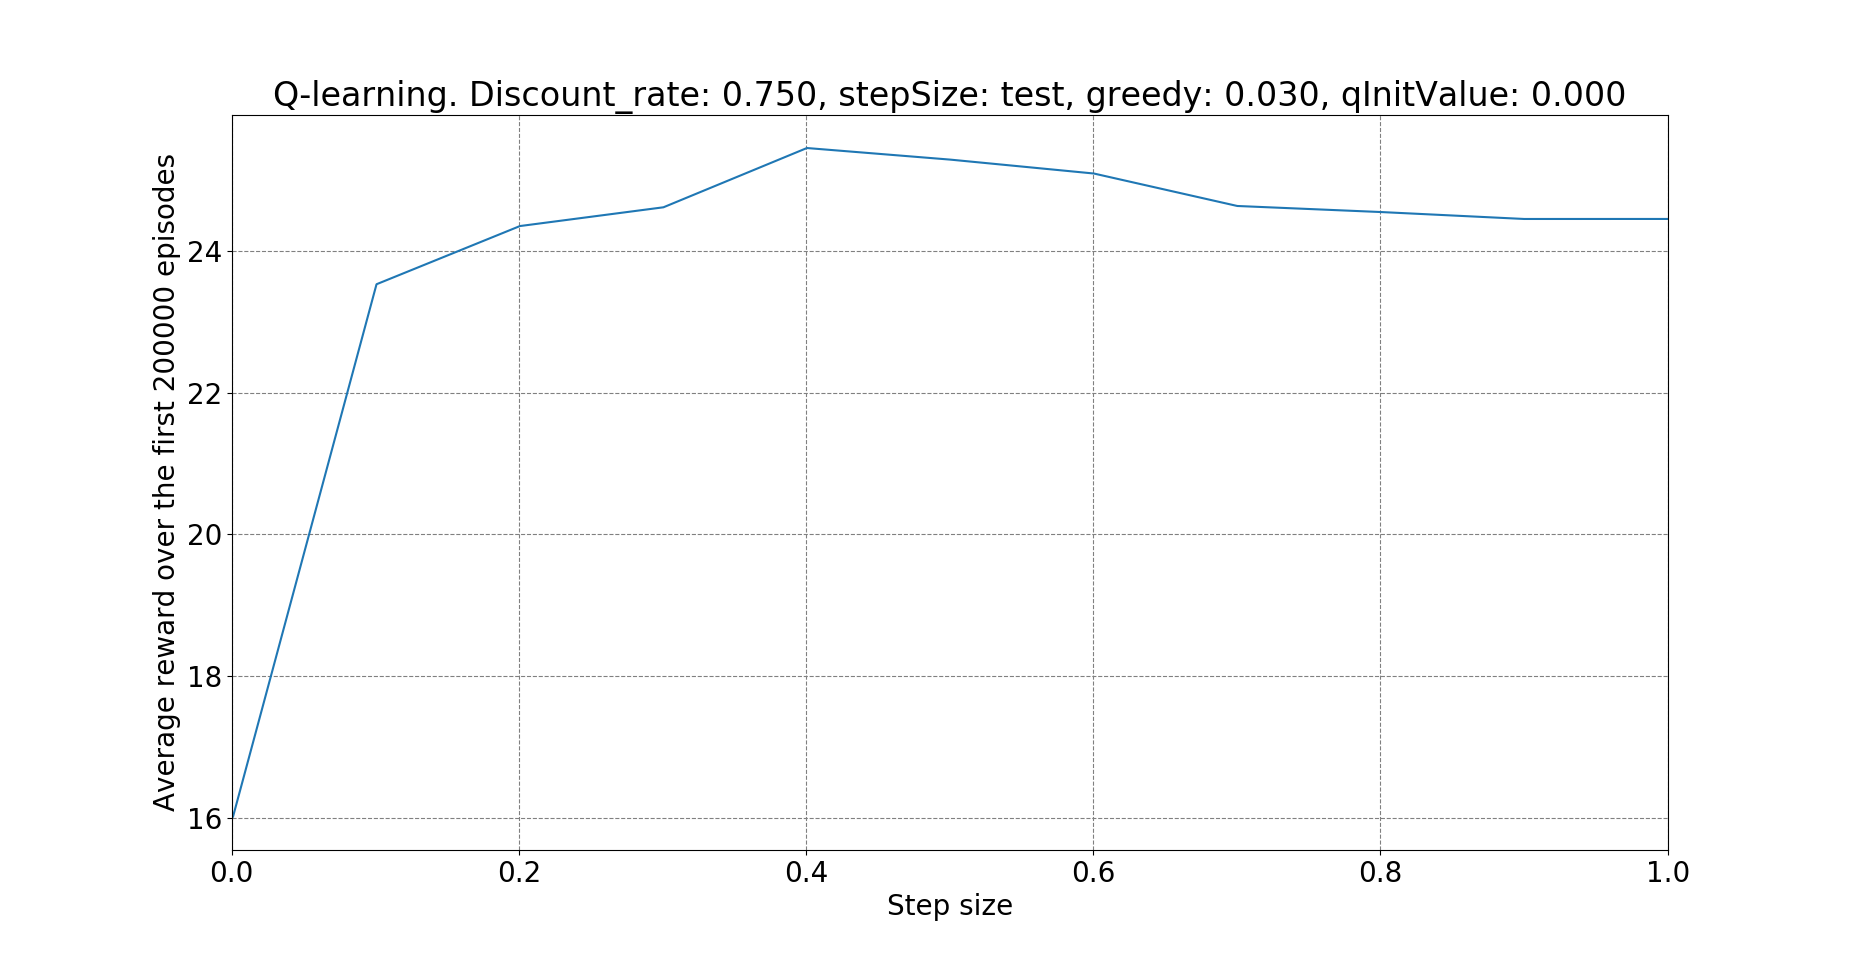 Q-learning. Discount_rate: 0.750, stepSize: test, greedy: 0.030, qInitValue: 0.000
Average reward over the first 200000 episodes
24
22
20
18
16
0.0 0.2 0.4 0.6 0.8 1.0
Step size